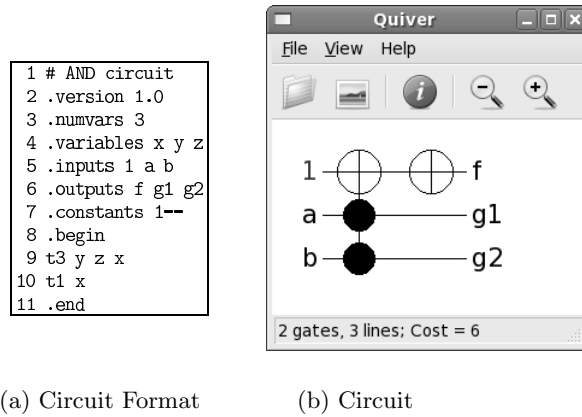 1 # AND circuit
2 .version 1.0
3 .numvars 3
4 .variables x y z
5 .inputs 1 a b
6 .outputs f g1 g2
7 .constants 1--
8 .begin
9 t3 y z x
10 t1 x
11 .end
(a) Circuit Format
Quiver
File View Help
1 f
a g1
b g2
2 gates, 3 lines; Cost = 6
(b) Circuit